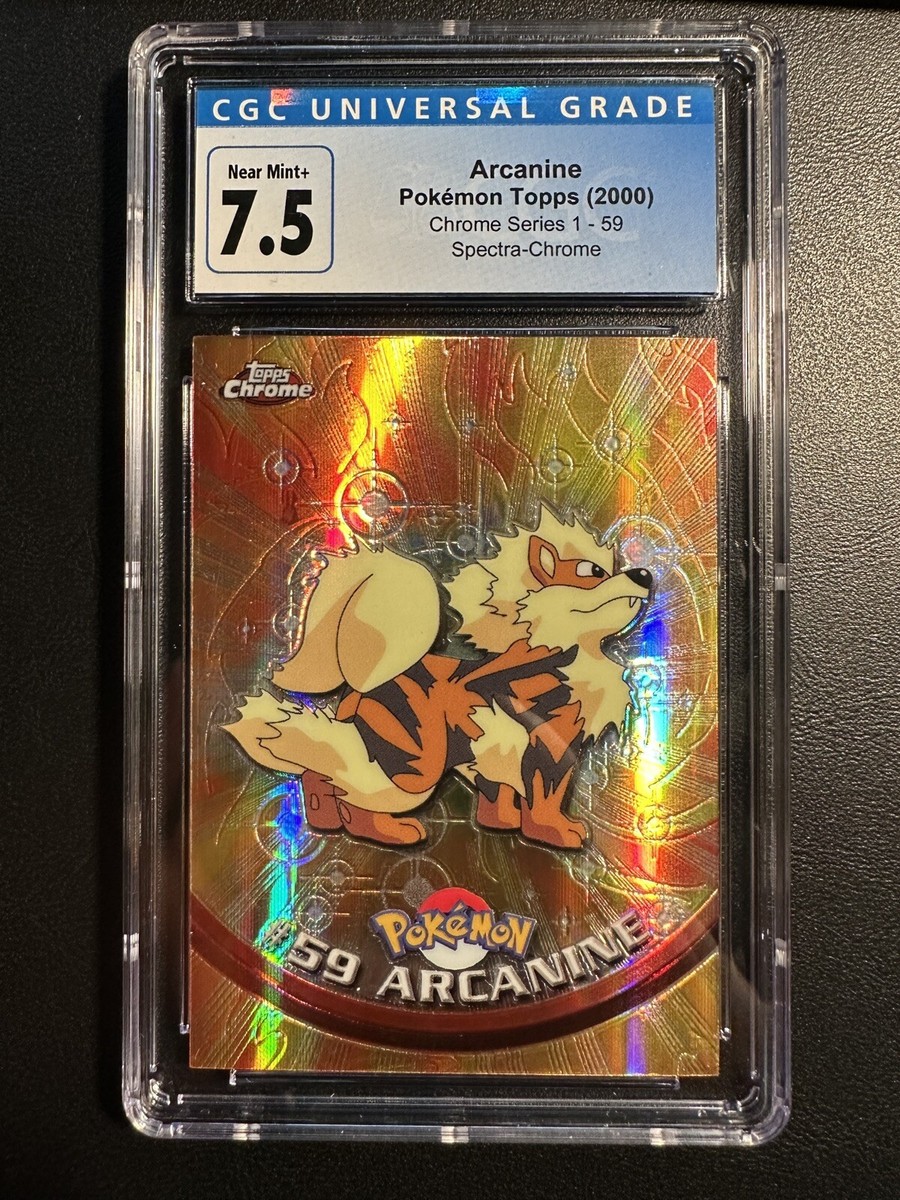 CGC UNIVERSAL GRADE
Near Mint+
7.5
Arcanine
Pokémon Topps (2000)
Chrome Series 1 - 59
Spectra-Chrome
Topps
Chrome
POKéMON
#59 ARCANINE